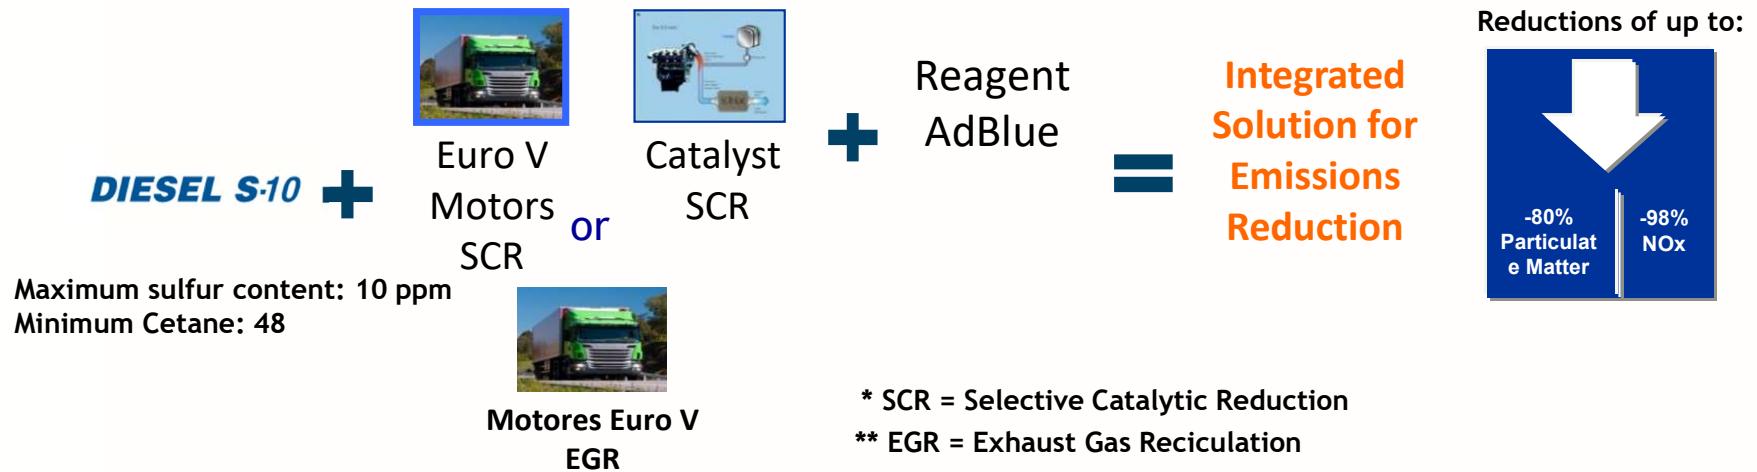 DIESEL S-10
Maximum sulfur content: 10 ppm
Minimum Cetane: 48
Euro V
Motors
SCR
or
Catalyst
SCR
Motores Euro V
EGR
Reagent
AdBlue
Integrated
Solution for
Emissions
Reduction
Reductions of up to:
-80%
Particulat
e Matter
-98%
NOx
* SCR = Selective Catalytic Reduction
** EGR = Exhaust Gas Reciculation